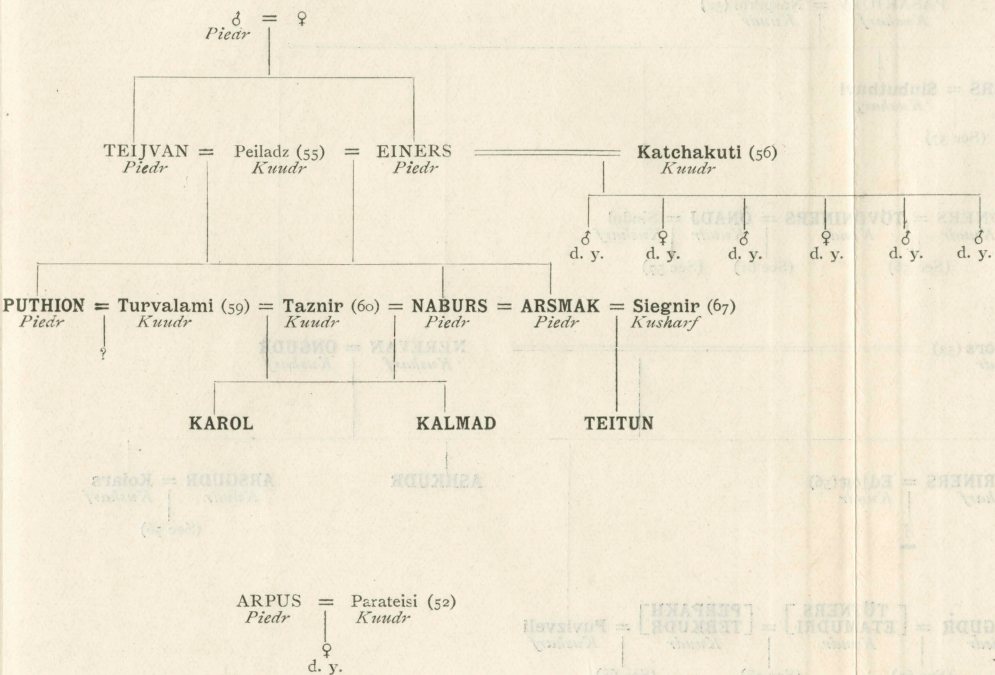 ♂ = ♀
Piedr
TEIJVAN = Peiladz (55) = EINERS = Katchakuti (56)
Piedr Kuudr Piedr Kuudr
♂ ♀ ♂ ♀ ♂ ♂
d. y. d. y. d. y. d. y. d. y. d. y.
PUTHION = Turvalami (59) = Taznir (60) = NABURS = ARSMAK = Siegnir (67)
Piedr Kuudr Kuudr Piedr Piedr Kusharf
?
KAROL KALMAD TEITUN
ARPUS = Parateisi (52)
Piedr Kuudr
♀
d. y.